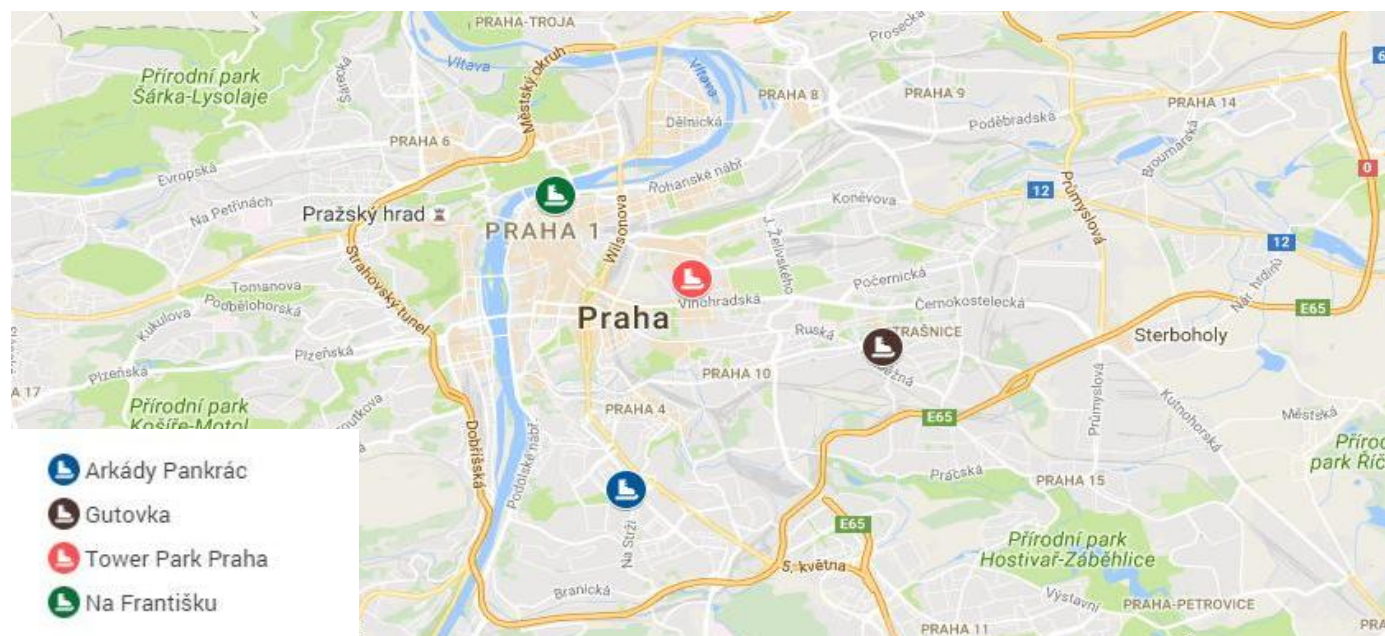 PRAHA-TROJA
Prosecká
Vltava
Vltava
Přírodní park
Šárka-Lysolaje
Šárecká
Městský okruh
PRAHA 8
PRAHA 9
PRAHA 14
Dělnická
Poděbradská
Broumarská
PRAHA 6
Evropská
Rohanské nábř.
12
Průmyslová
0
Na Petřinách
Pražský hrad
PRAHA 1
Wilsonova
Koněvova
J. Želivského
12
Strahovský tunel
Tomanova
Podbělohorská
Kukulova
Vinohradská
Počernická
Černokostelecká
Nár. hrdinů
E65
Praha
Ruská
STRAŠNICE
Sterboholy
Plzeňská
Plzeňská
PRAHA 10
PRAHA 4
E65
Průmyslová
Kutnohorská
Městská
A 17
Přírodní park
Košíře-Motol
Dobříšská
Podolské nábř.
Práčská
PRAHA 15
park Říč
Arkády Pankrác
Gutovka
Tower Park Praha
Na Františku
Na Strži
E65
Přírodní park
Hostivař-Záběhlice
5. května
Branická
Výstavní
PRAHA-PETROVICE
PRAHA 11
PRA